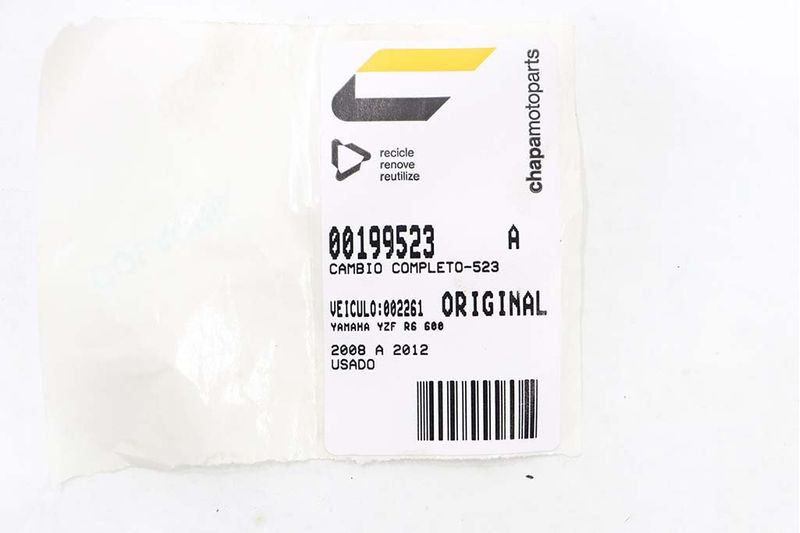 recicle
renove
reutilize
chapamotoparts
00199523 A
CAMBIO COMPLETO-523
VEICULO:002261 ORIGINAL
YAMAHA YZF R6 600
2008 A 2012
USADO